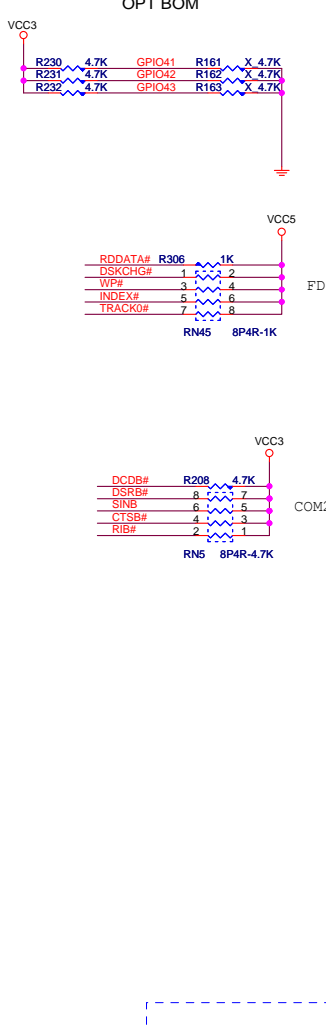 OPT BOM
VCC3
R230 4.7K GPIO41 R161 X_4.7K
R231 4.7K GPIO42 R162 X_4.7K
R232 4.7K GPIO43 R163 X_4.7K
VCC5
RDDATA# R306 1K
DSKCHG# 1 2
WP# 3 4
INDEX# 5 6
TRACK0# 7 8
FD
RN45 8P4R-1K
VCC3
DCDB# R208 4.7K
DSRB# 8 7
SINB 6 5
CTSB# 4 3
RIB# 2 1
COM2
RN5 8P4R-4.7K